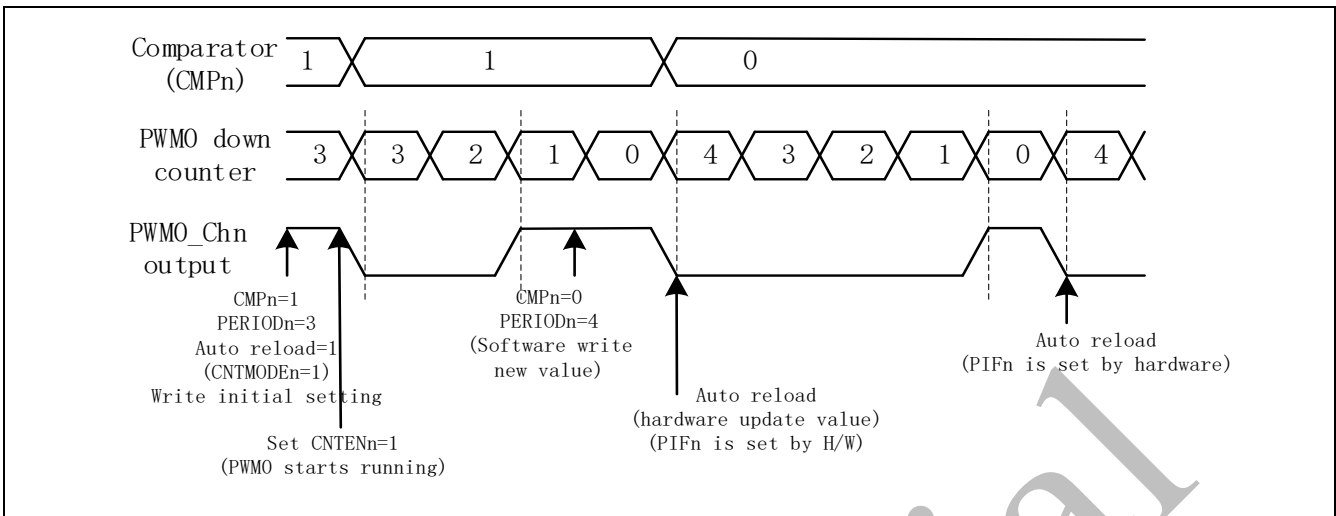 Comparator
(CMPn)
1 1 0
PWM0 down
counter
3 3 2 1 0 4 3 2 1 0 4
PWM0_Chn
output
CMPn=1
PERIODn=3
Auto reload=1
(CNTMODEn=1)
Write initial setting
Set CNTENn=1
(PWM0 starts running)
CMPn=0
PERIODn=4
(Software write
new value)
Auto reload
(hardware update value)
(PIFn is set by H/W)
Auto reload
(PIFn is set by hardware)
ial